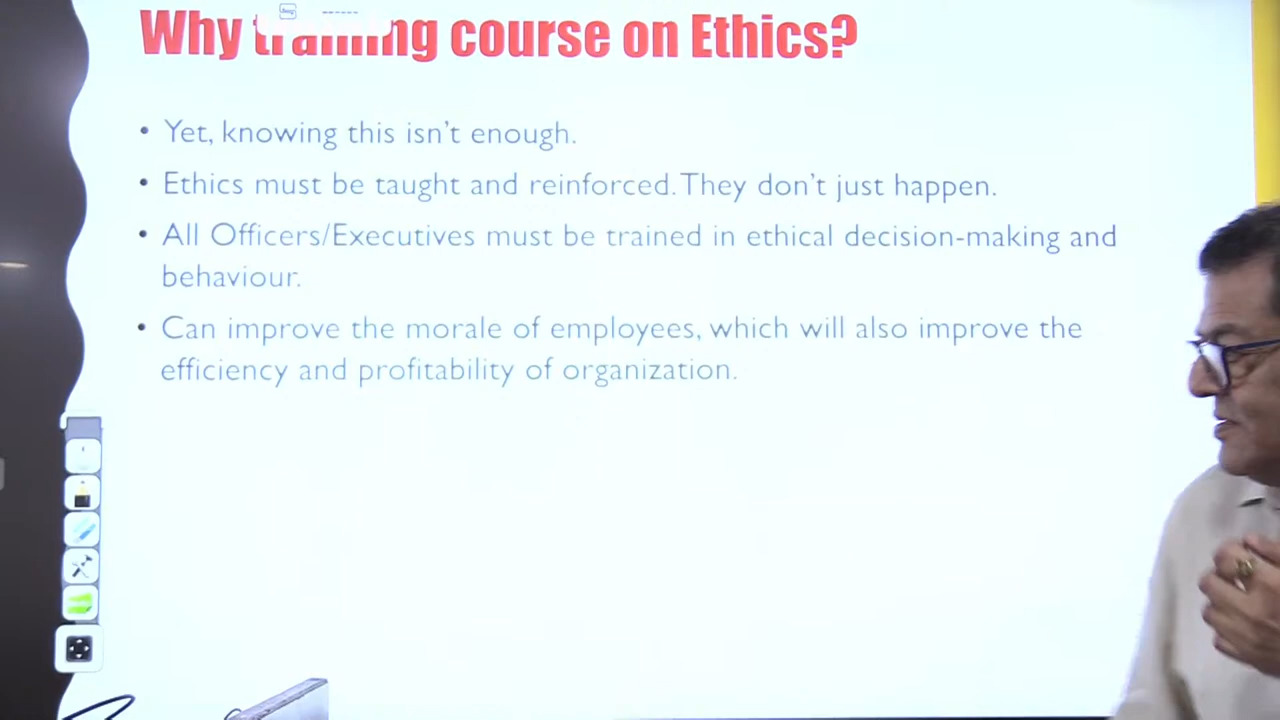 Why training course on Ethics?
• Yet, knowing this isn't enough.
• Ethics must be taught and reinforced. They don't just happen.
• All Officers/Executives must be trained in ethical decision-making and
behaviour.
• Can improve the morale of employees, which will also improve the
efficiency and profitability of organization.